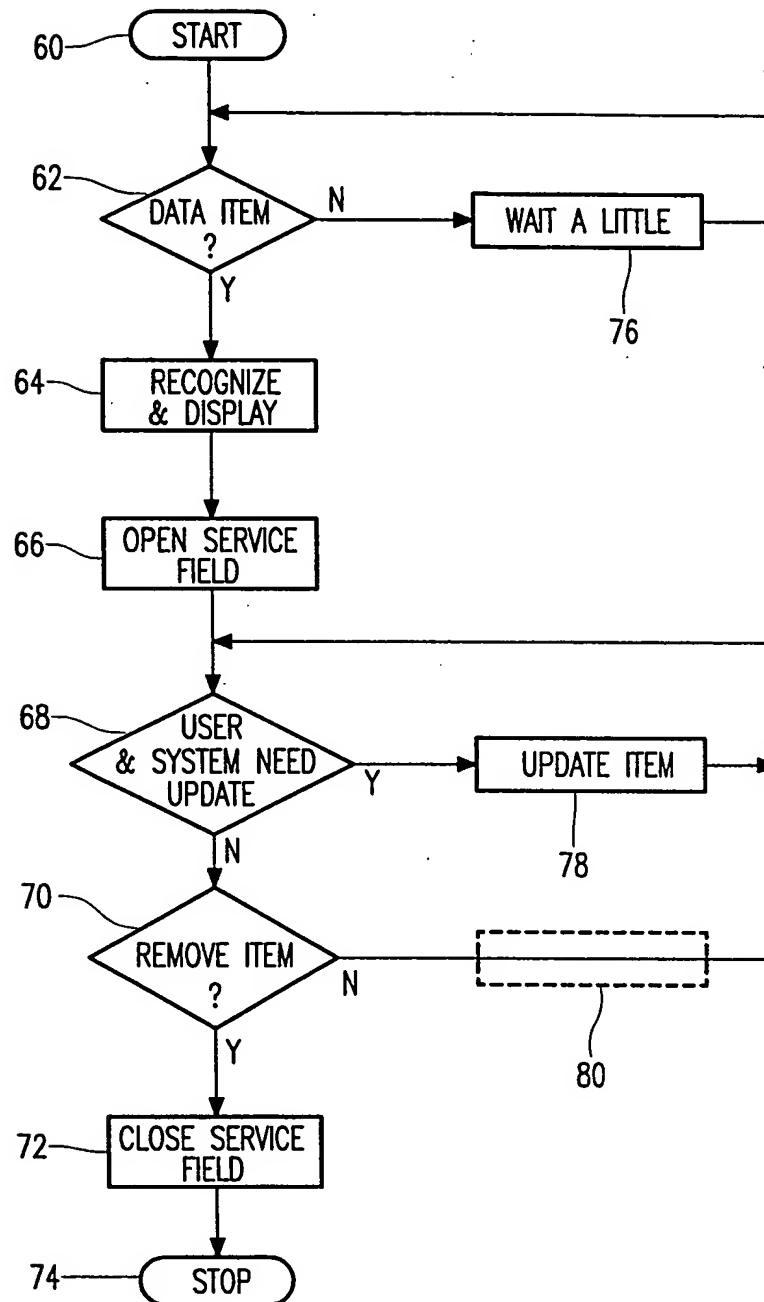 START
60
62
DATA ITEM
?
N
WAIT A LITTLE
76
Y
64
RECOGNIZE
& DISPLAY
66
OPEN SERVICE
FIELD
68
USER
& SYSTEM NEED
UPDATE
Y
UPDATE ITEM
78
N
70
REMOVE ITEM
?
N
80
Y
72
CLOSE SERVICE
FIELD
74
STOP